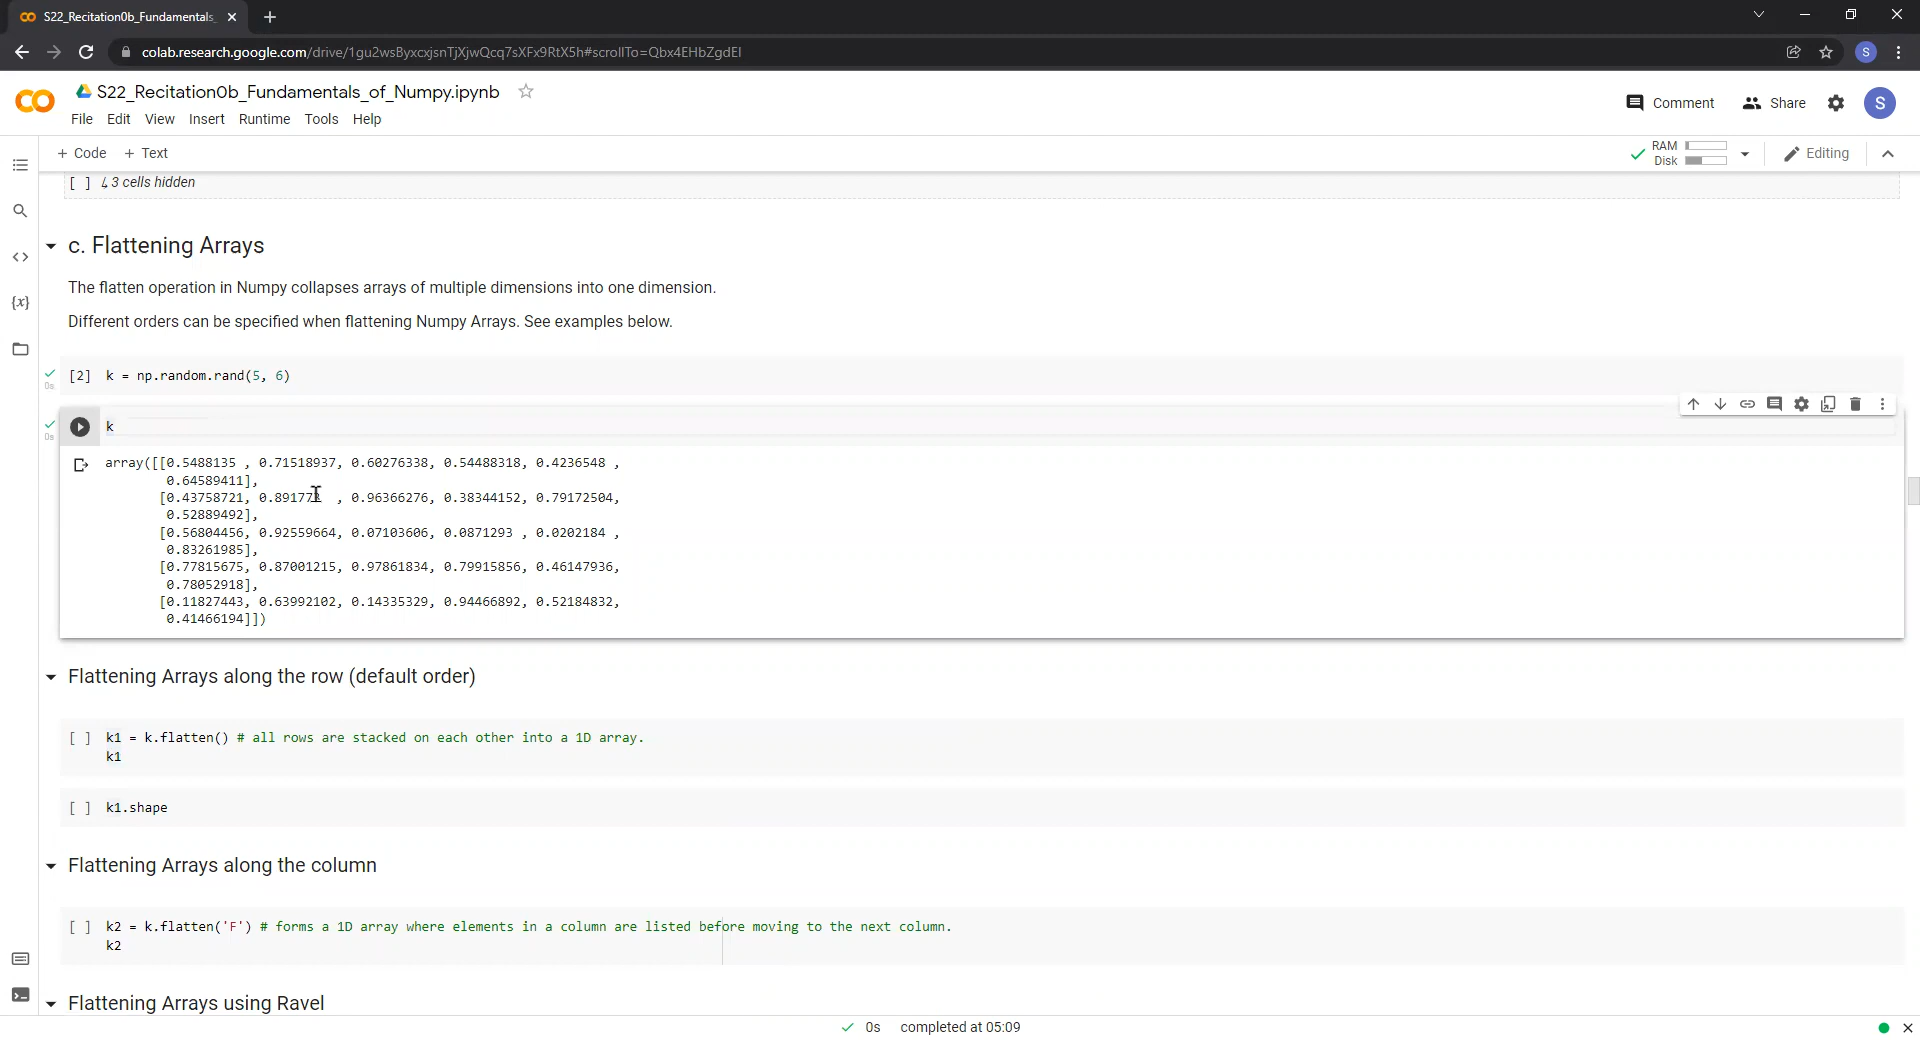 S22_Recitation0b_Fundamentals_
colab.research.google.com/drive/1gu2wsByxcxjsnTjXjwQcq7sXFx9RtX5h#scrollTo=Qbx4EHbZgdEI
S
S22_Recitation0b_Fundamentals_of_Numpy.ipynb
Comment
Share
S
File Edit View Insert Runtime Tools Help
+ Code + Text
RAM
Disk
Editing
[ ] ↳ 3 cells hidden
c. Flattening Arrays
The flatten operation in Numpy collapses arrays of multiple dimensions into one dimension.
Different orders can be specified when flattening Numpy Arrays. See examples below.
0s
[2] k = np.random.rand(5, 6)
0s
k
array([[0.5488135 , 0.71518937, 0.60276338, 0.54488318, 0.4236548 ,
0.64589411],
[0.43758721, 0.891773 , 0.96366276, 0.38344152, 0.79172504,
0.52889492],
[0.56804456, 0.92559664, 0.07103606, 0.0871293 , 0.0202184 ,
0.83261985],
[0.77815675, 0.87001215, 0.97861834, 0.79915856, 0.46147936,
0.78052918],
[0.11827443, 0.63992102, 0.14335329, 0.94466892, 0.52184832,
0.41466194]])
Flattening Arrays along the row (default order)
[ ] k1 = k.flatten() # all rows are stacked on each other into a 1D array.
k1
[ ] k1.shape
Flattening Arrays along the column
[ ] k2 = k.flatten('F') # forms a 1D array where elements in a column are listed before moving to the next column.
k2
Flattening Arrays using Ravel
0s completed at 05:09